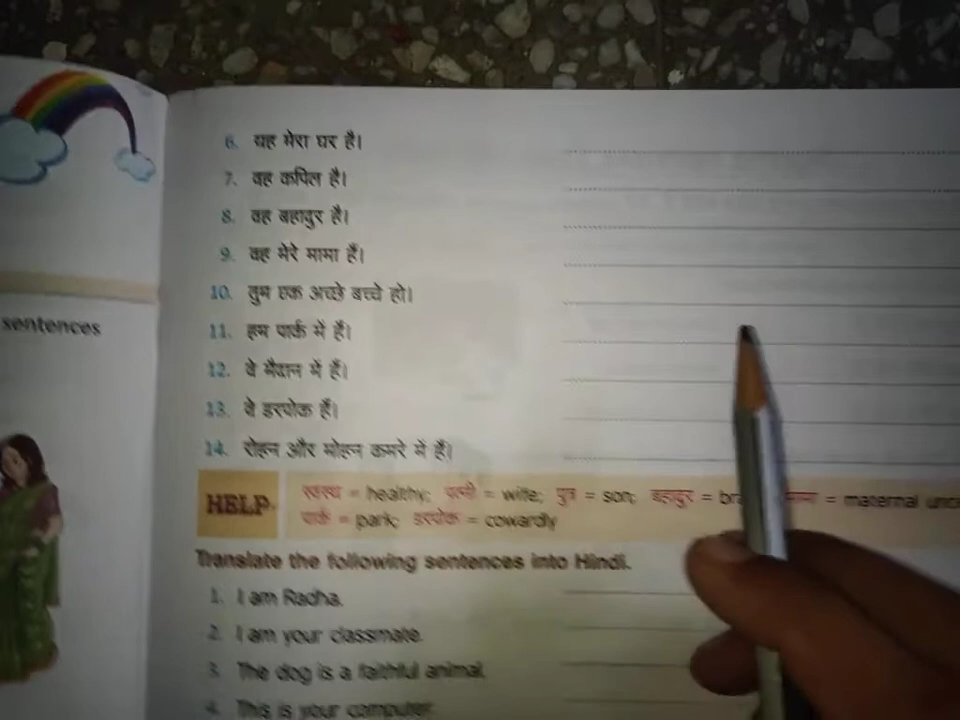 sentences
6. यह मेरा घर है।
7. वह कपिल है।
8. वह बहादुर है।
9. वह मेरे मामा हैं।
10. तुम एक अच्छे बच्चे हो।
11. हम पार्क में हैं।
12. वे मैदान में हैं।
13. वे डरपोक हैं।
14. रोहन और मोहन कमरे में हैं।
HELP स्वस्थ = healthy; पत्नी = wife; पुत्र = son; बहादुर = मामा = maternal
पार्क = park; डरपोक = cowardly
Translate the following sentences into Hindi.
1. I am Radha.
2. I am your classmate.
3. The dog is a faithful animal.
4. This is your computer.